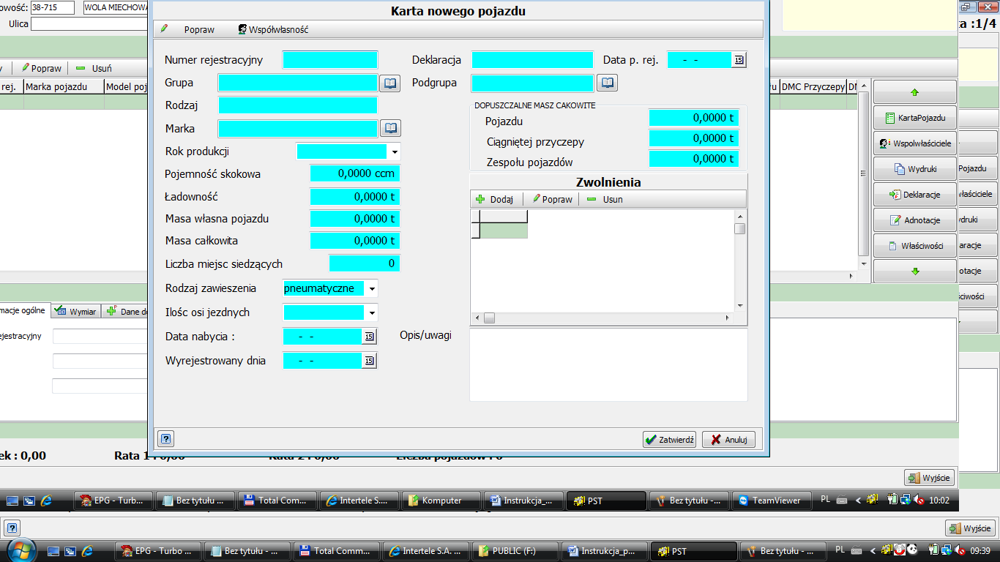 owość: 38-715 WOLA MIECHOWA
Ulica
Karta nowego pojazdu
ka :1/4
Popraw Współwłasność
Popraw Usuń
rej. Marka pojazdu Model poj
DMC Przyczepy
Numer rejestracyjny
Deklaracja
Data p. rej. - - 15
Grupa
Podgrupa
Rodzaj
Marka
Rok produkcji
Pojemność skokowa 0,0000 ccm
Ładowność 0,0000 t
Masa własna pojazdu 0,0000 t
Masa całkowita 0,0000 t
Liczba miejsc siedzących 0
Rodzaj zawieszenia pneumatyczne
Ilośc osi jezdnych
Data nabycia : - - 15
Wyrejestrowany dnia - - 15
DOPUSZCZALNE MASZ CAKOWITE
Pojazdu 0,0000 t
Ciągniętej przyczepy 0,0000 t
Zespołu pojazdów 0,0000 t
Zwolnienia
Dodaj Popraw Usun
Opis/uwagi
Zatwierdź Anuluj
KartaPojazdu
Wspolwłaściciele
Wydruki
Deklaracje
Adnotacje
Właściwości
Pojazdu
właściciele
ydruki
aracje
otacje
ściwości
macje ogólne Wymiar Dane do
ejestracyjny
ek : 0,00 Rata 1 : 0,00 Rata 2 : 0,00 Liczba pojazdów : 0
Wyjście
EPG - Turb... Bez tytułu ... Total Com... Intertele S.... Komputer Instrukcja_... PST Bez tytułu -... TeamViewer PL 10:02
Wyjście
EPG - Turbo ... Bez tytułu - ... Total Comm... Intertele S.A. ... PUBLIC (F:) Instrukcja_p... PST Bez tytułu - ... PL 09:39